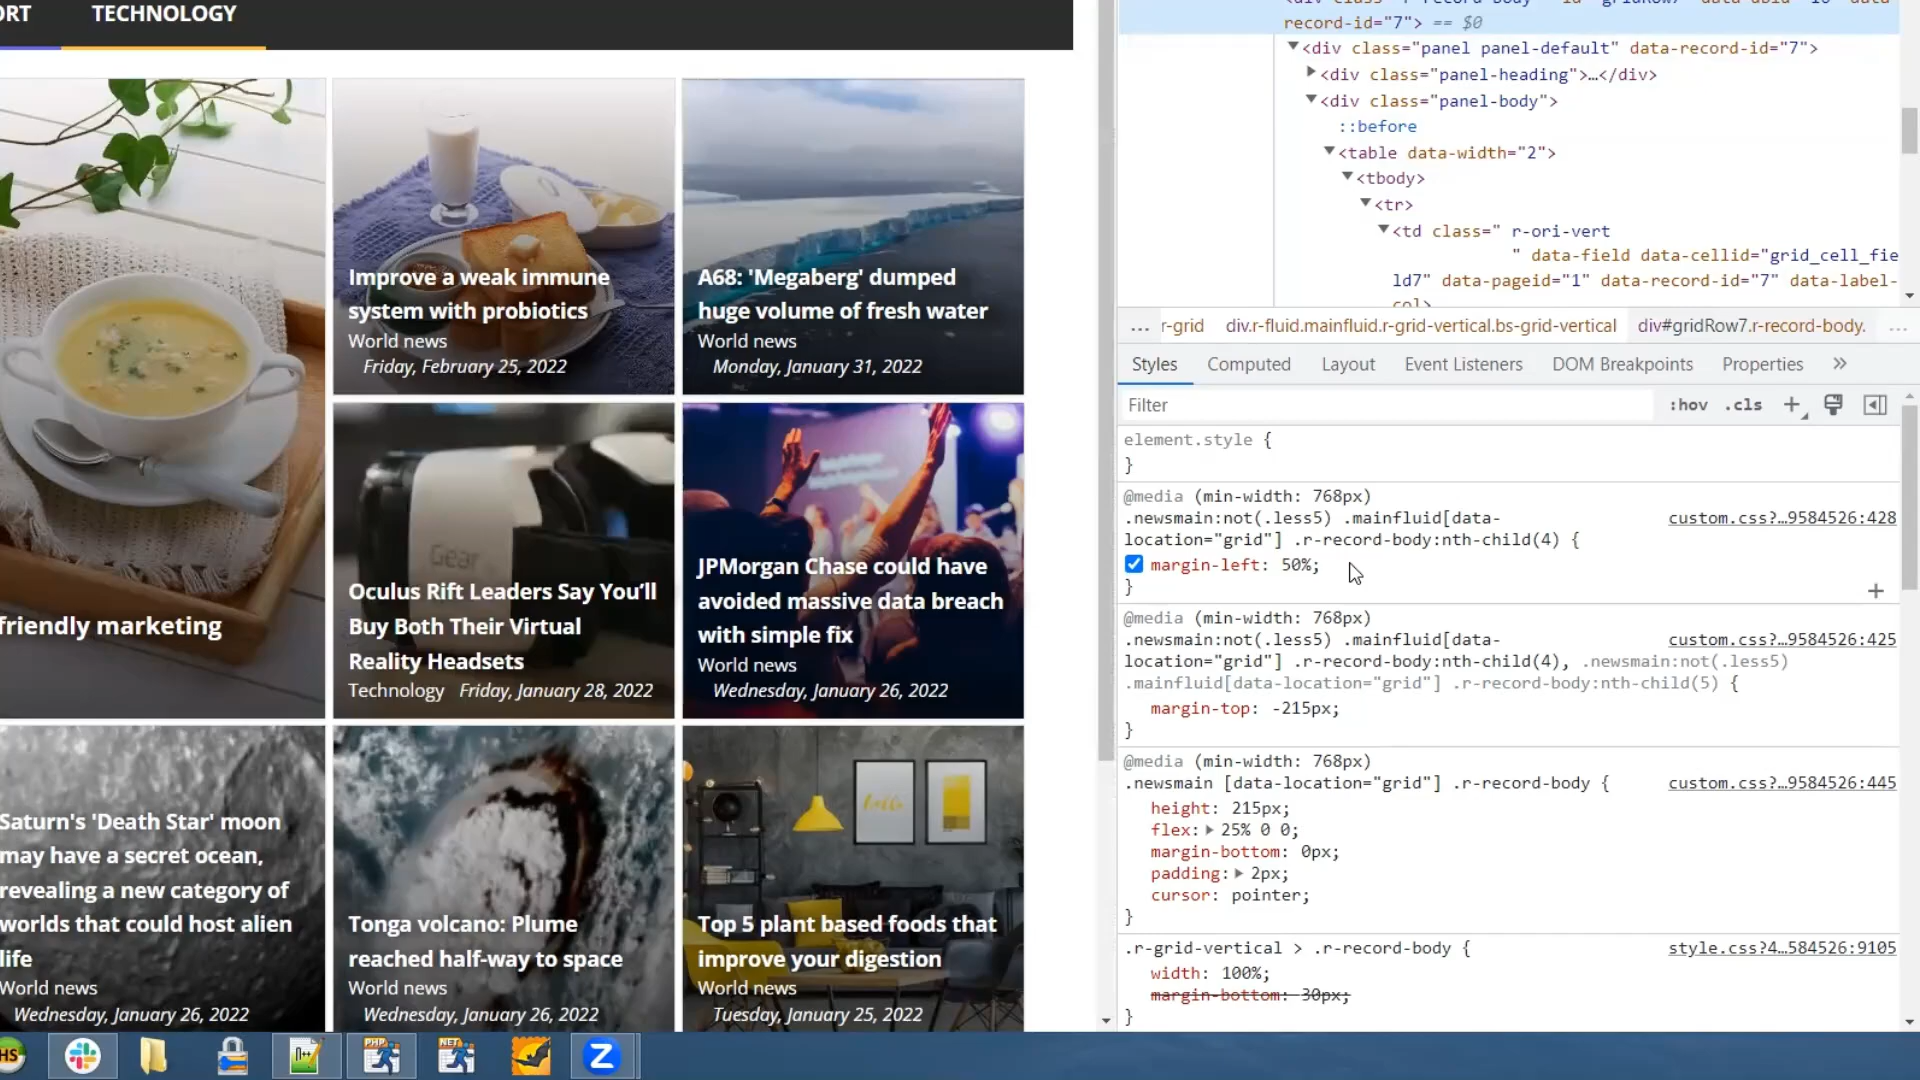 ORT
TECHNOLOGY
Improve a weak immune
system with probiotics
World news
Friday, February 25, 2022
A68: 'Megaberg' dumped
huge volume of fresh water
World news
Monday, January 31, 2022
friendly marketing
Gear
Oculus Rift Leaders Say You'll
Buy Both Their Virtual
Reality Headsets
Technology Friday, January 28, 2022
JPMorgan Chase could have
avoided massive data breach
with simple fix
World news
Wednesday, January 26, 2022
Saturn's 'Death Star' moon
may have a secret ocean,
revealing a new category of
worlds that could host alien
life
World news
Wednesday, January 26, 2022
Tonga volcano: Plume
reached half-way to space
World news
Wednesday, January 26, 2022
hello
Top 5 plant based foods that
improve your digestion
World news
Tuesday, January 25, 2022
record-id="7"> == $0
<div class="panel panel-default" data-record-id="7">
<div class="panel-heading">…</div>
<div class="panel-body">
::before
<table data-width="2">
<tbody>
<tr>
<td class=" r-ori-vert
" data-field data-cellid="grid_cell_fie
ld7" data-pageid="1" data-record-id="7" data-label-
col>
... r-grid div.r-fluid.mainfluid.r-grid-vertical.bs-grid-vertical div#gridRow7.r-record-body. ...
Styles Computed Layout Event Listeners DOM Breakpoints Properties »
Filter :hov .cls +
element.style {
}
@media (min-width: 768px)
.newsmain:not(.less5) .mainfluid[data- custom.css?…9584526:428
location="grid"] .r-record-body:nth-child(4) {
margin-left: 50%;
}
@media (min-width: 768px)
.newsmain:not(.less5) .mainfluid[data- custom.css?…9584526:425
location="grid"] .r-record-body:nth-child(4), .newsmain:not(.less5)
.mainfluid[data-location="grid"] .r-record-body:nth-child(5) {
margin-top: -215px;
}
@media (min-width: 768px)
.newsmain [data-location="grid"] .r-record-body { custom.css?…9584526:445
height: 215px;
flex: 25% 0 0;
margin-bottom: 0px;
padding: 2px;
cursor: pointer;
}
.r-grid-vertical > .r-record-body { style.css?4…584526:9105
width: 100%;
margin-bottom: 30px;
}
HS
n++
PHP
NET
Z